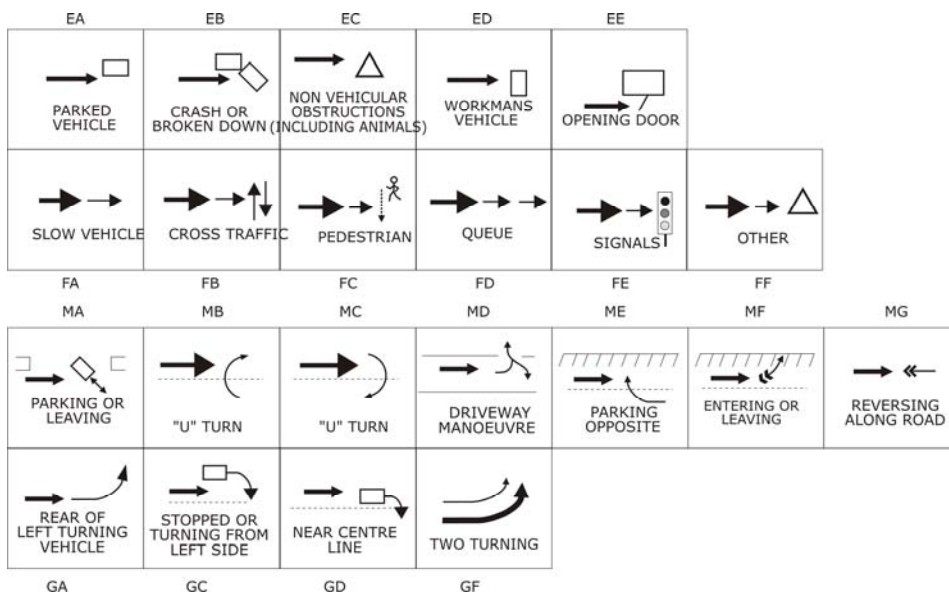 EA EB EC ED EE
PARKED
VEHICLE
CRASH OR
BROKEN DOWN
NON VEHICULAR
OBSTRUCTIONS
(INCLUDING ANIMALS)
WORKMANS
VEHICLE
OPENING DOOR
SLOW VEHICLE
CROSS TRAFFIC
PEDESTRIAN
QUEUE
SIGNALS
OTHER
FA FB FC FD FE FF
MA MB MC MD ME MF MG
PARKING OR
LEAVING
"U" TURN
"U" TURN
DRIVEWAY
MANOEUVRE
PARKING
OPPOSITE
ENTERING OR
LEAVING
REVERSING
ALONG ROAD
REAR OF
LEFT TURNING
VEHICLE
STOPPED OR
TURNING FROM
LEFT SIDE
NEAR CENTRE
LINE
TWO TURNING
GA GC GD GF